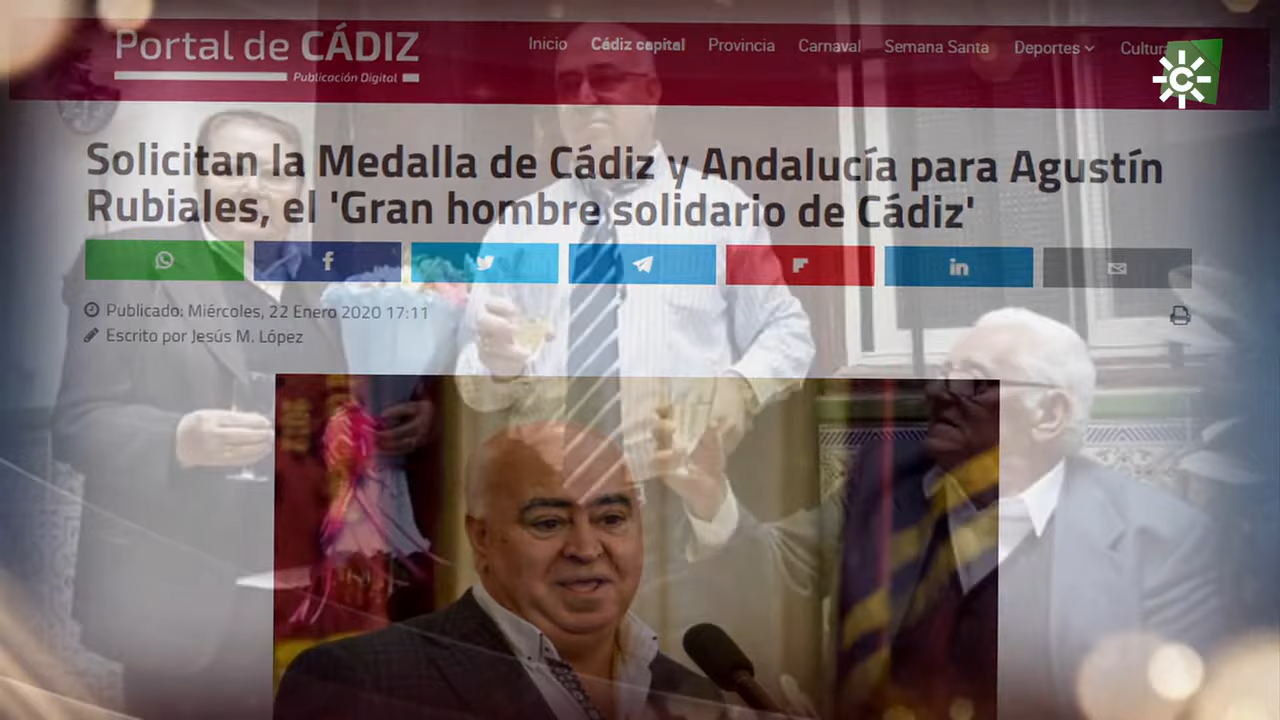 Portal de CÁDIZ
Publicación Digital
Inicio Cádiz capital Provincia Carnaval Semana Santa Deportes Cultura
Solicitan la Medalla de Cádiz y Andalucía para Agustín
Rubiales, el 'Gran hombre solidario de Cádiz'
Publicado: Miércoles, 22 Enero 2020 17:11
Escrito por Jesús M. López